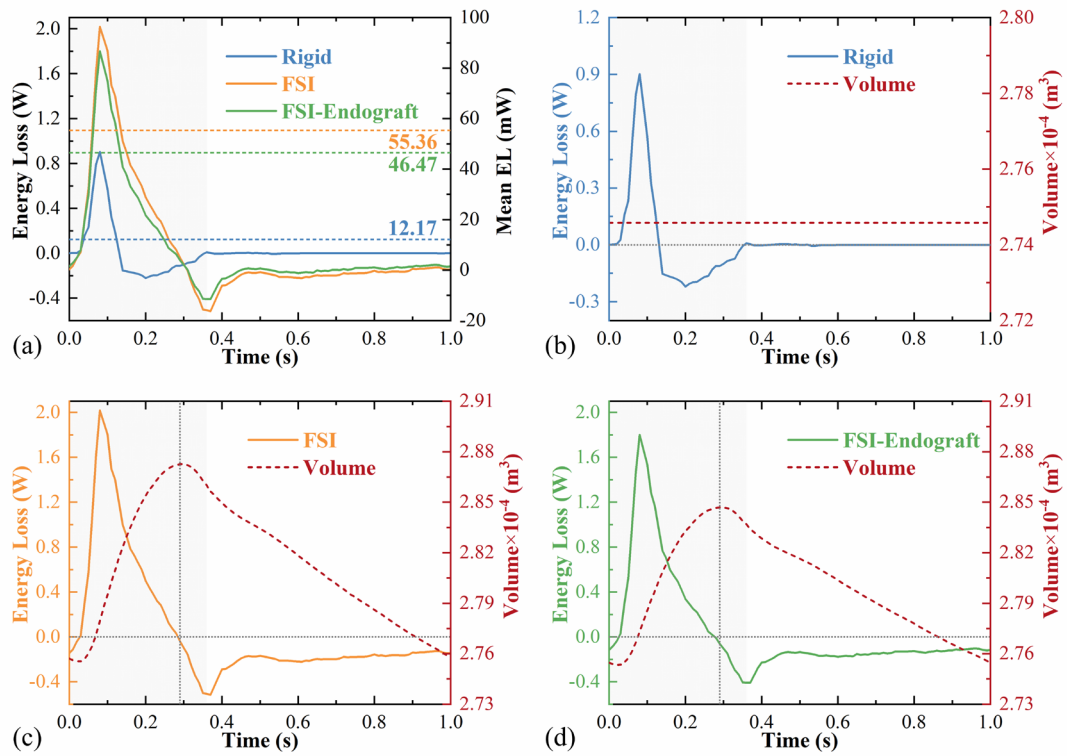 Energy Loss (W)
2.0
1.6
1.2
0.8
0.4
0.0
-0.4
Rigid
FSI
FSI-Endograft
55.36
46.47
12.17
100
80
60
40
20
0
-20
Mean EL (mW)
0.0 0.2 0.4 0.6 0.8 1.0
(a) Time (s)
Energy Loss (W)
1.2
0.9
0.6
0.3
0.0
-0.3
Rigid
Volume
2.80
2.78
2.76
2.74
2.72
Volume×10⁻⁴ (m³)
0.0 0.2 0.4 0.6 0.8 1.0
(b) Time (s)
Energy Loss (W)
2.0
1.6
1.2
0.8
0.4
0.0
-0.4
FSI
Volume
2.91
2.88
2.85
2.82
2.79
2.76
2.73
Volume×10⁻⁴ (m³)
0.0 0.2 0.4 0.6 0.8 1.0
(c) Time (s)
Energy Loss (W)
2.0
1.6
1.2
0.8
0.4
0.0
-0.4
FSI-Endograft
Volume
2.91
2.88
2.85
2.82
2.79
2.76
2.73
Volume×10⁻⁴ (m³)
0.0 0.2 0.4 0.6 0.8 1.0
(d) Time (s)